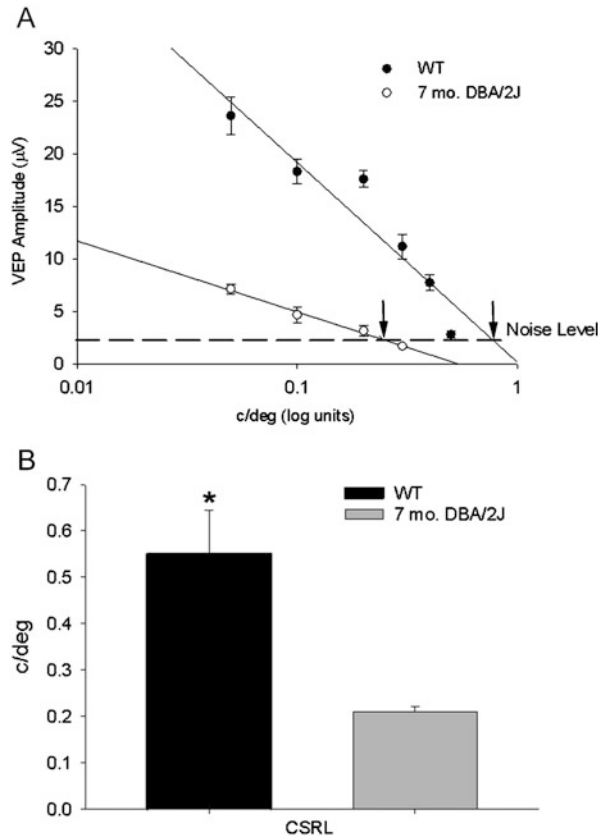 A
30
25
20
15
10
5
0
VEP Amplitude (µV)
WT
7 mo. DBA/2J
Noise Level
0.01 0.1 1
c/deg (log units)
B
0.7
0.6
0.5
0.4
0.3
0.2
0.1
0.0
c/deg
*
WT
7 mo. DBA/2J
CSRL